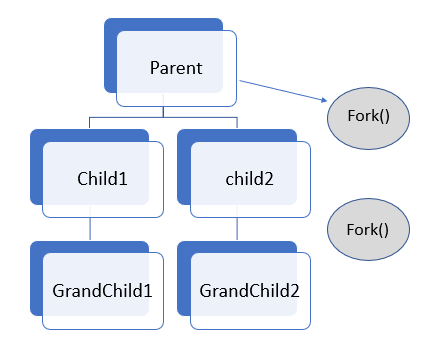 Parent
Fork()
Child1
child2
Fork()
GrandChild1
GrandChild2